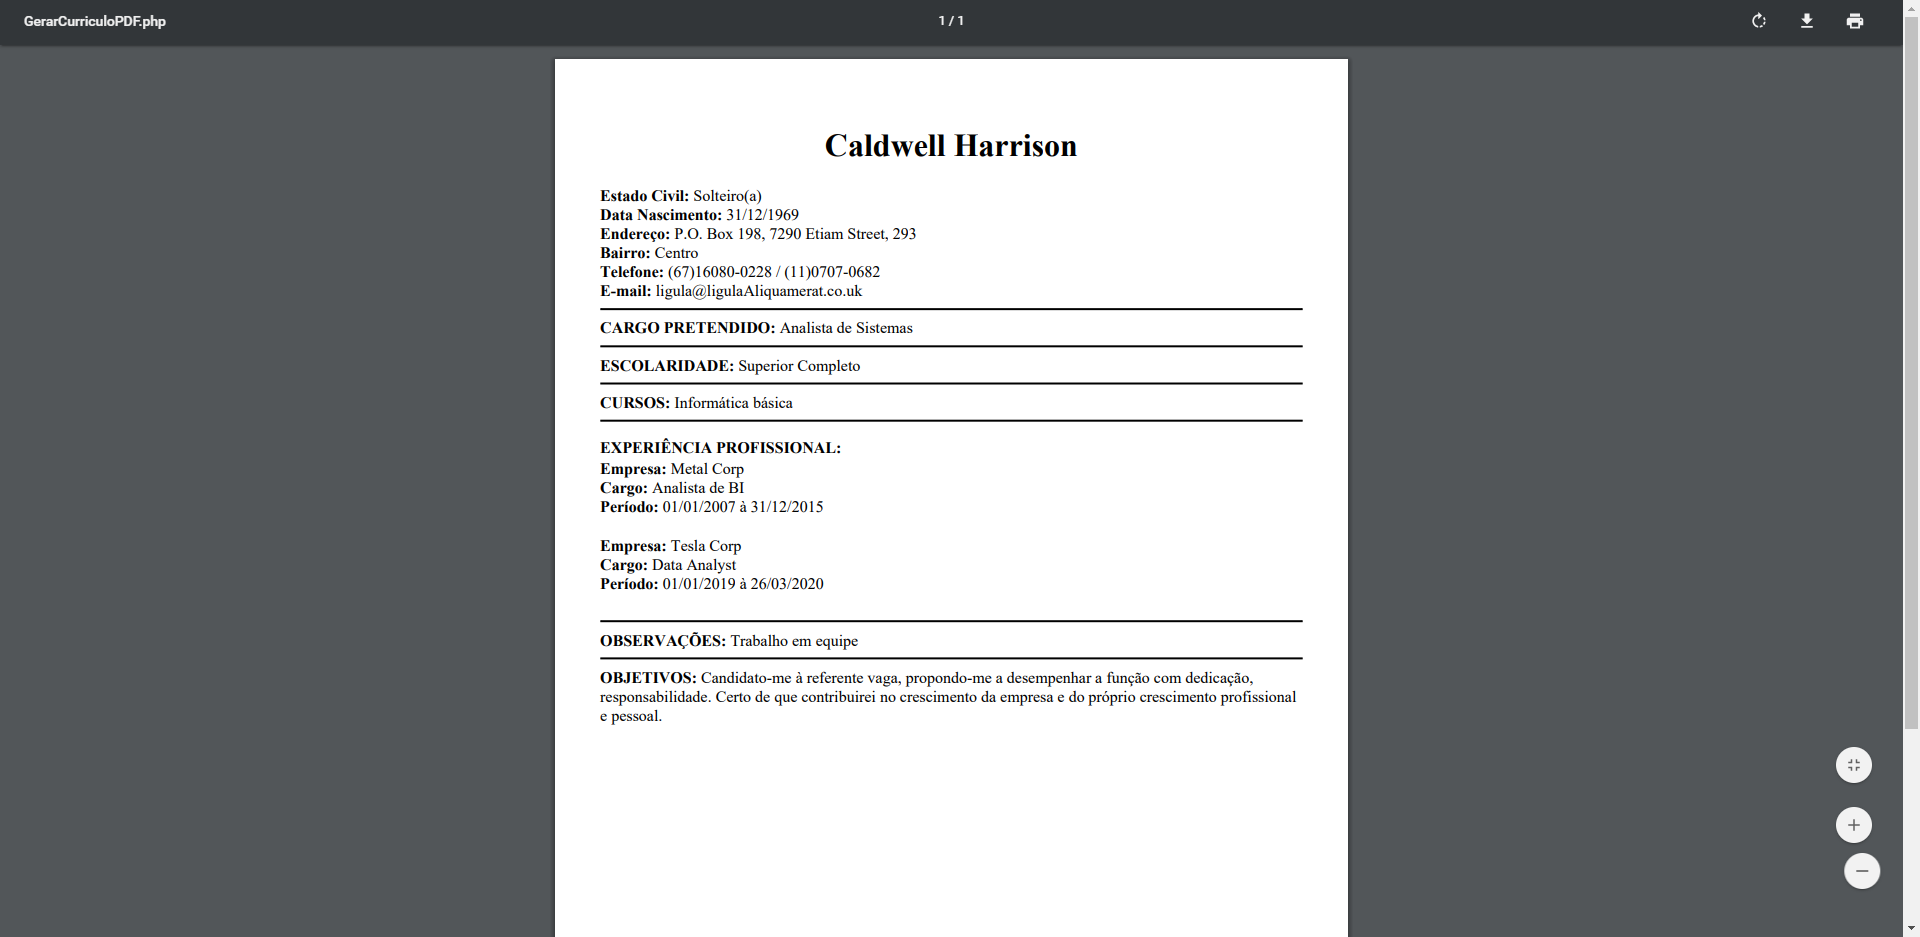 GerarCurriculoPDF.php
1 / 1
Caldwell Harrison
Estado Civil: Solteiro(a)
Data Nascimento: 31/12/1969
Endereço: P.O. Box 198, 7290 Etiam Street, 293
Bairro: Centro
Telefone: (67)16080-0228 / (11)0707-0682
E-mail: ligula@ligulaAliquamerat.co.uk
CARGO PRETENDIDO: Analista de Sistemas
ESCOLARIDADE: Superior Completo
CURSOS: Informática básica
EXPERIÊNCIA PROFISSIONAL:
Empresa: Metal Corp
Cargo: Analista de BI
Período: 01/01/2007 à 31/12/2015
Empresa: Tesla Corp
Cargo: Data Analyst
Período: 01/01/2019 à 26/03/2020
OBSERVAÇÕES: Trabalho em equipe
OBJETIVOS: Candidato-me à referente vaga, propondo-me a desempenhar a função com dedicação,
responsabilidade. Certo de que contribuirei no crescimento da empresa e do próprio crescimento profissional
e pessoal.